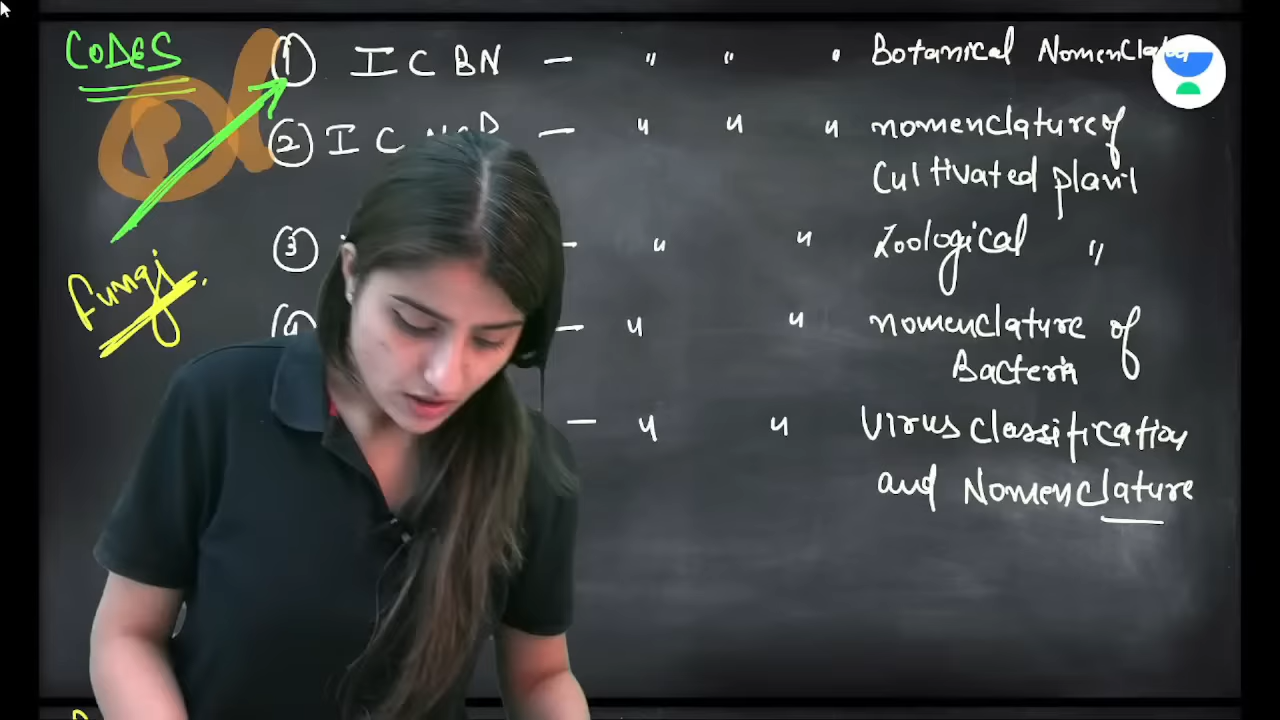 CODES
① ICBN - " " " Botanical Nomenclatu
② IC - " " " nomenclature of
Cultivated plant
③ - " " Zoological "
Fungi
- " " nomenclature of
Bacteria
- " " Virus classification
and Nomenclature